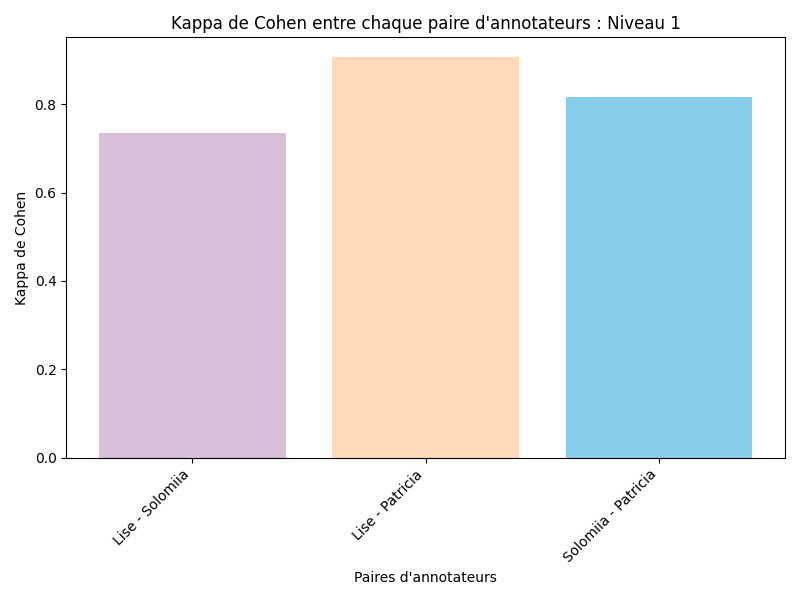 Kappa de Cohen entre chaque paire d'annotateurs : Niveau 1
Kappa de Cohen
0.8
0.6
0.4
0.2
0.0
Lise - Solomiia
Lise - Patricia
Solomiia - Patricia
Paires d'annotateurs